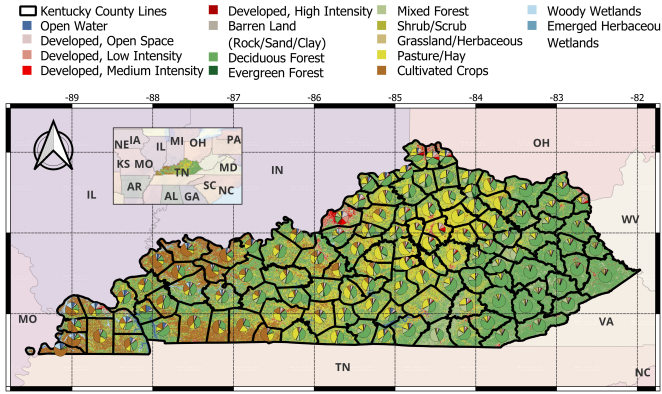 Kentucky County Lines
Open Water
Developed, Open Space
Developed, Low Intensity
Developed, Medium Intensity
Developed, High Intensity
Barren Land
(Rock/Sand/Clay)
Deciduous Forest
Evergreen Forest
Mixed Forest
Shrub/Scrub
Grassland/Herbaceous
Pasture/Hay
Cultivated Crops
Woody Wetlands
Emerged Herbaceou
Wetlands
-89 -88 -87 -86 -85 -84 -83 -82
NE IA IL MI OH PA
KS MO MD
TN
AR SC
AL GA NC
OH
IN
IL
WV
MO
VA
TN
NC